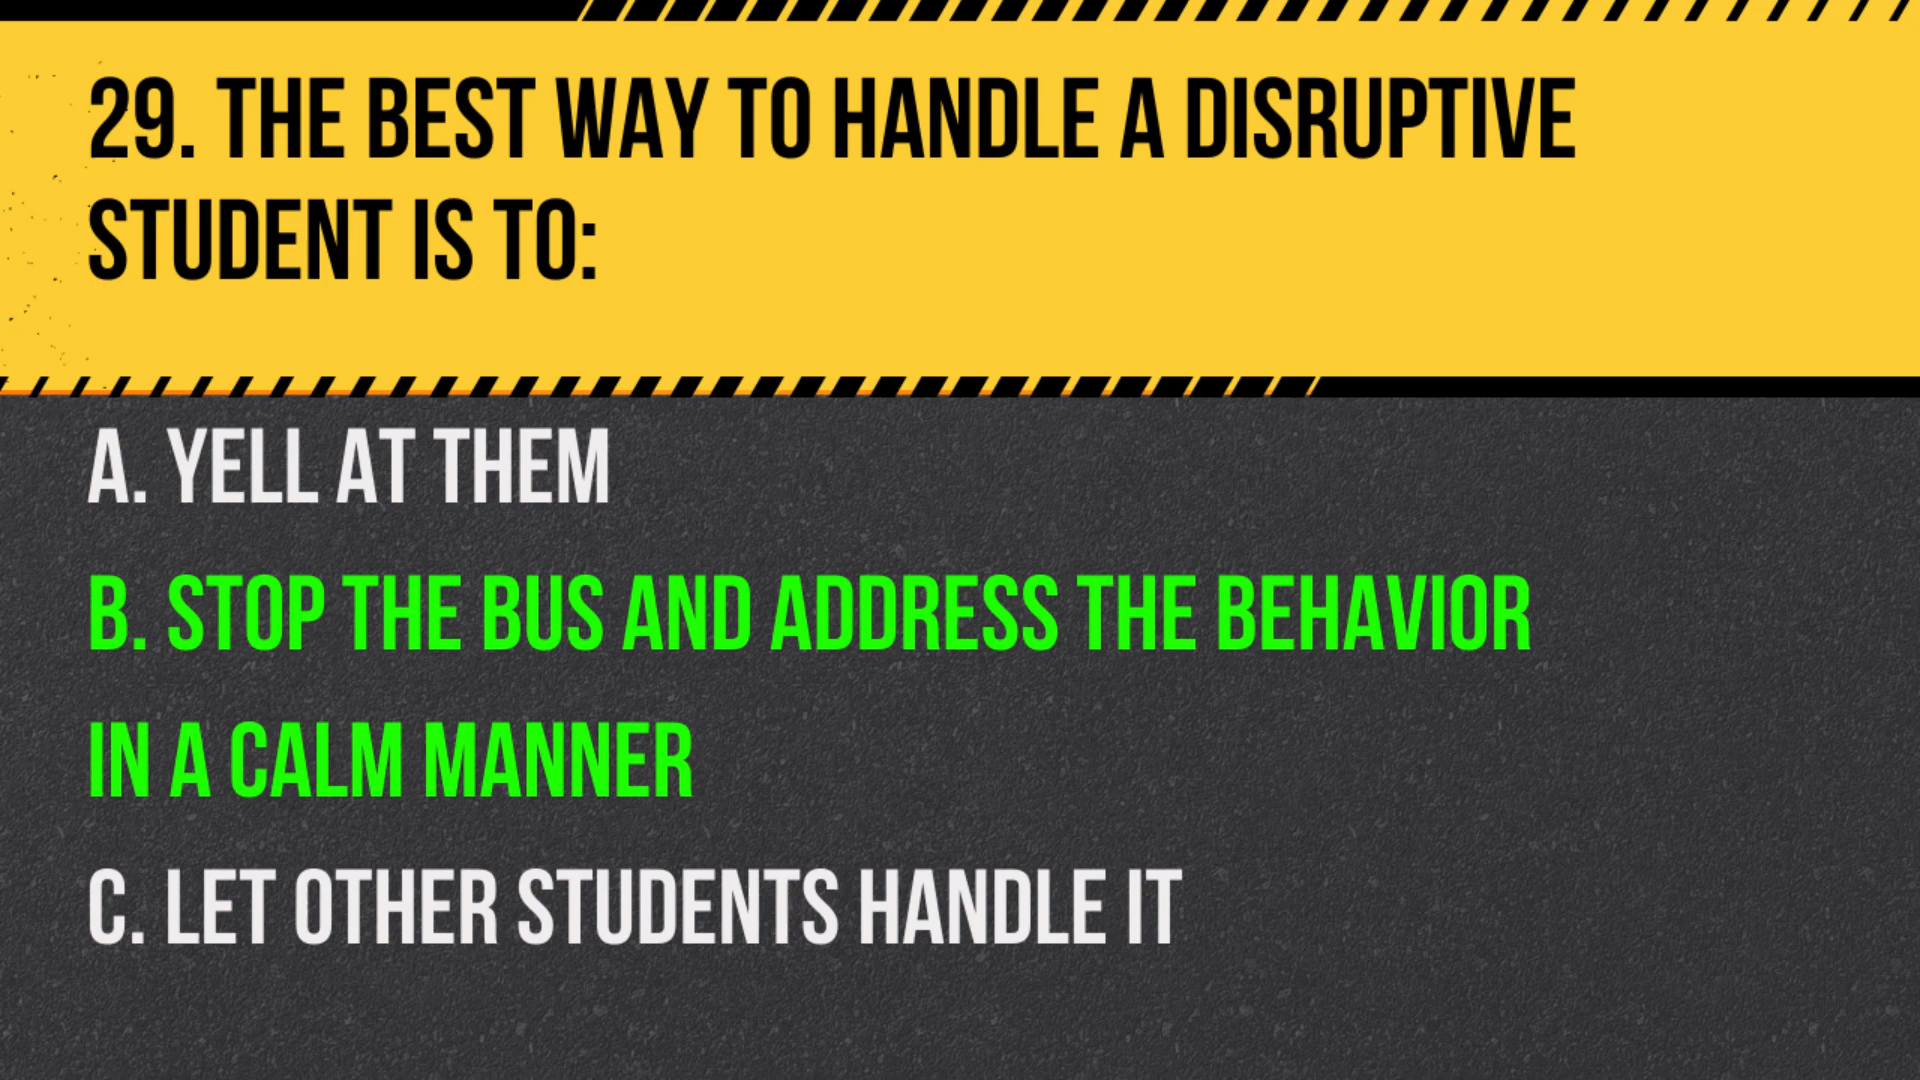 29. THE BEST WAY TO HANDLE A DISRUPTIVE
STUDENT IS TO:
A. YELL AT THEM
B. STOP THE BUS AND ADDRESS THE BEHAVIOR
IN A CALM MANNER
C. LET OTHER STUDENTS HANDLE IT